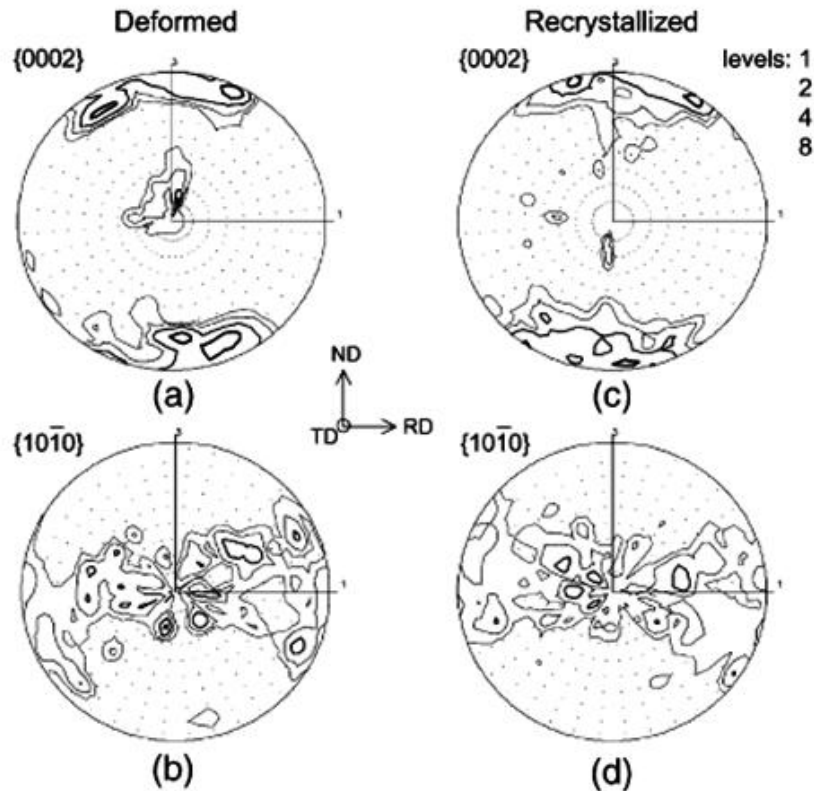 Deformed
Recrystallized
{0002}
{0002}
levels: 1
2
4
8
3
3
1
1
(a)
(c)
ND
TD
RD
{101̄0}
{101̄0}
3
3
1
1
(b)
(d)